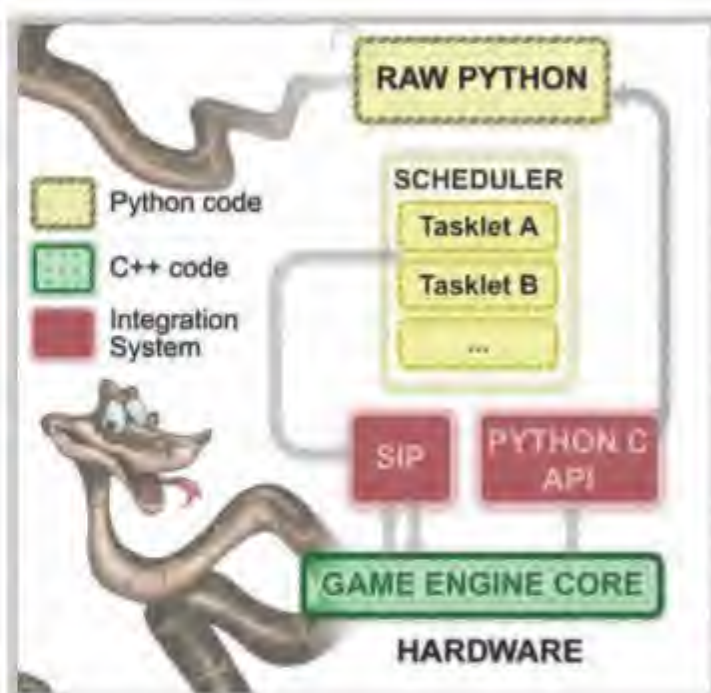 RAW PYTHON
Python code
C++ code
Integration
System
SCHEDULER
Tasklet A
Tasklet B
...
SIP
PYTHON C
API
GAME ENGINE CORE
HARDWARE